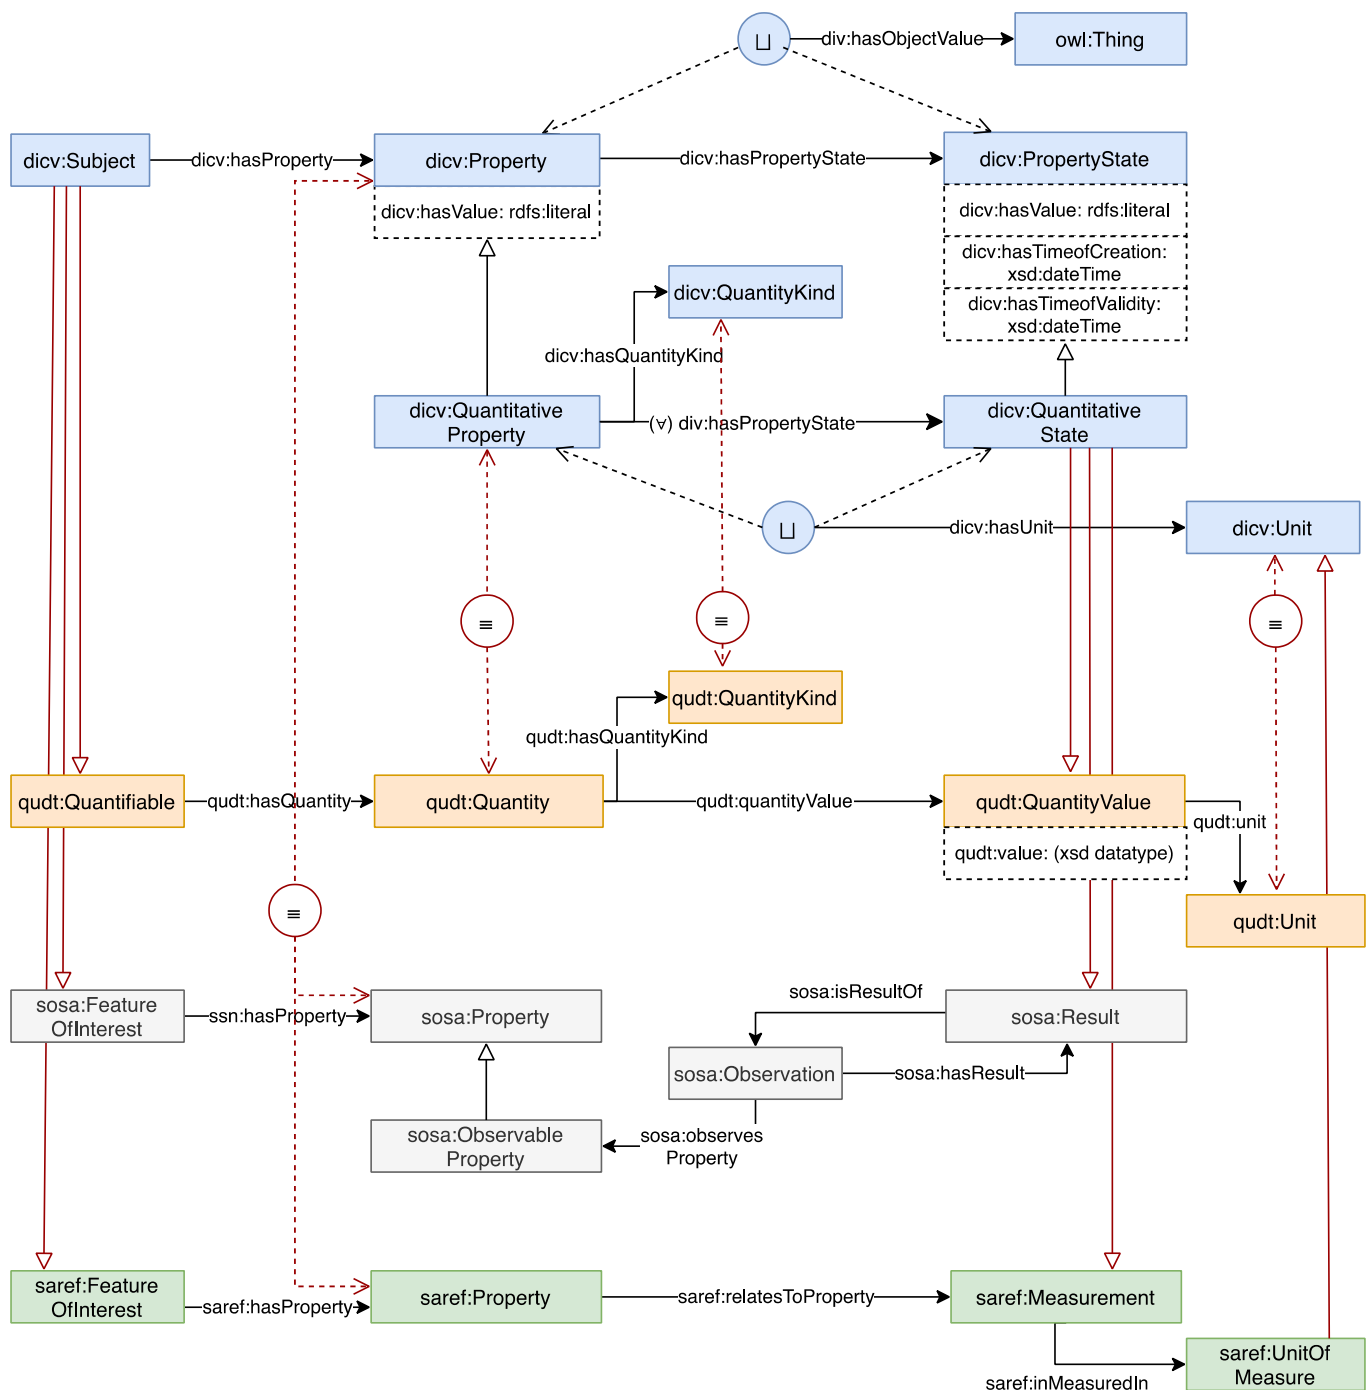 ⊔
div:hasObjectValue
owl:Thing
dicv:Subject
dicv:hasProperty
dicv:Property
dicv:hasPropertyState
dicv:PropertyState
dicv:hasValue: rdfs:literal
dicv:hasValue: rdfs:literal
dicv:hasTimeofCreation:
xsd:dateTime
dicv:hasTimeofValidity:
xsd:dateTime
dicv:QuantityKind
dicv:hasQuantityKind
dicv:Quantitative
Property
(∀) div:hasPropertyState
dicv:Quantitative
State
⊔
dicv:hasUnit
dicv:Unit
≡
≡
≡
qudt:QuantityKind
qudt:hasQuantityKind
qudt:Quantifiable
qudt:hasQuantity
qudt:Quantity
qudt:quantityValue
qudt:QuantityValue
qudt:unit
qudt:value: (xsd datatype)
≡
qudt:Unit
sosa:isResultOf
sosa:Feature
OfInterest
ssn:hasProperty
sosa:Property
sosa:Result
sosa:Observation
sosa:hasResult
sosa:Observable
Property
sosa:observes
Property
saref:Feature
OfInterest
saref:hasProperty
saref:Property
saref:relatesToProperty
saref:Measurement
saref:UnitOf
Measure
saref:inMeasuredIn